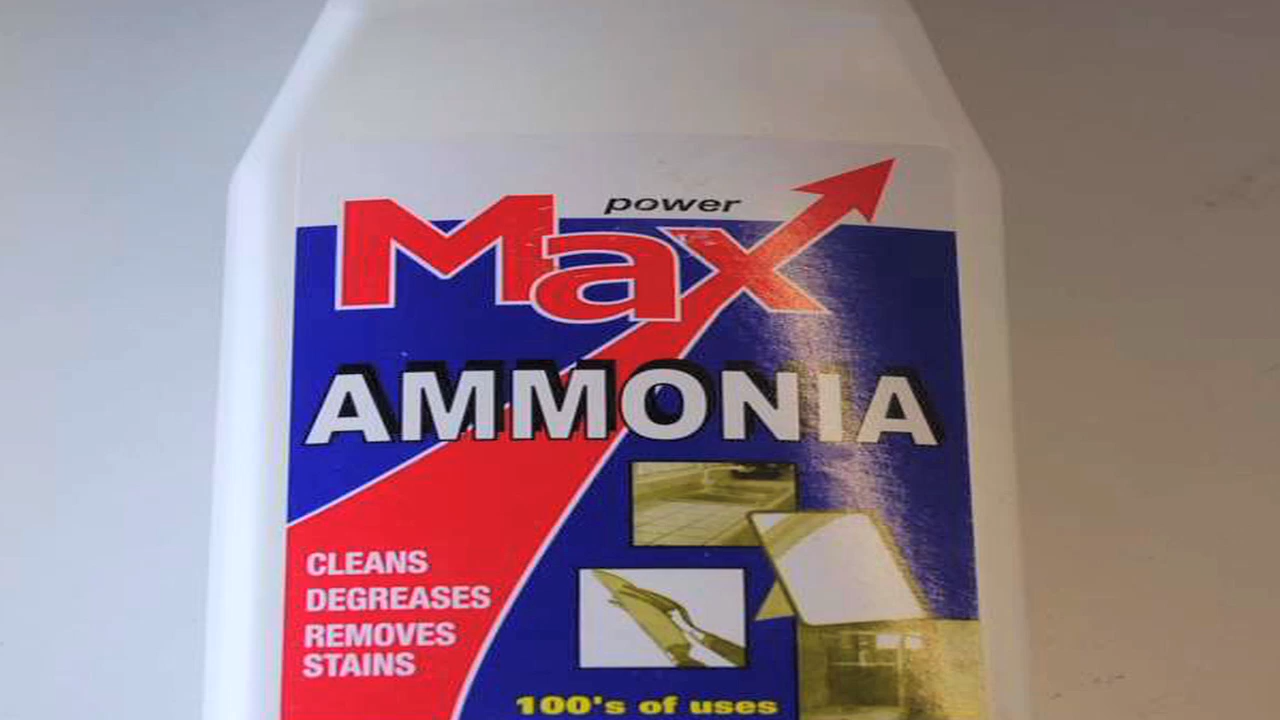 power
Max
AMMONIA
CLEANS
DEGREASES
REMOVES
STAINS
100's of uses